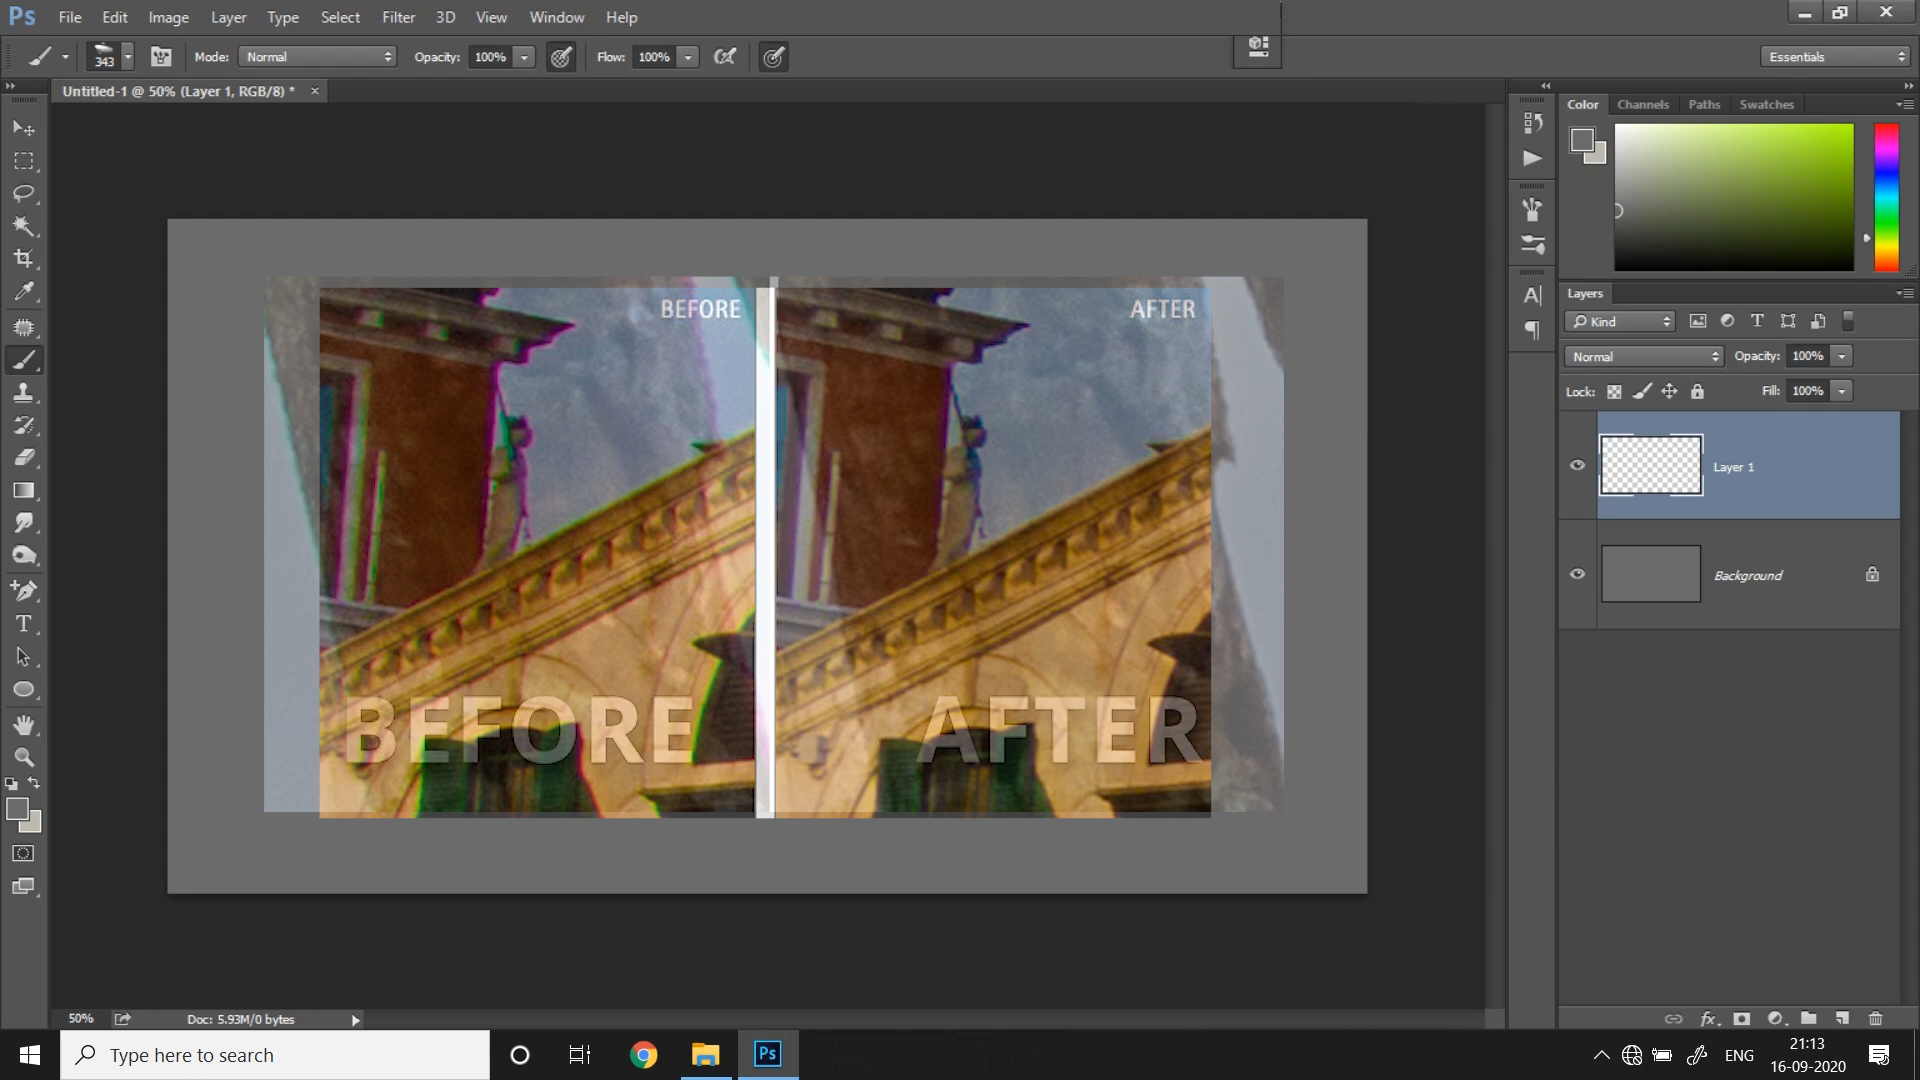 Ps File Edit Image Layer Type Select Filter 3D View Window Help
343 Mode: Normal Opacity: 100% Flow: 100% Essentials
Untitled-1 @ 50% (Layer 1, RGB/8) * ×
Color Channels Paths Swatches
BEFORE AFTER
BEFORE AFTER
Layers
Kind
Normal Opacity: 100%
Lock: Fill: 100%
Layer 1
Background
50% Doc: 5.93M/0 bytes
Type here to search
Ps
ENG
21:13
16-09-2020